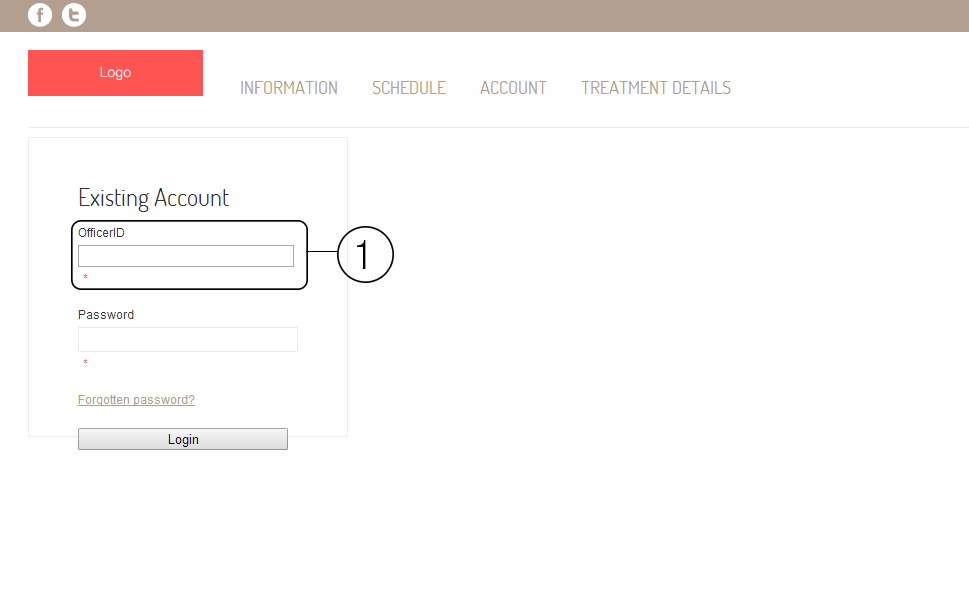 Logo
INFORMATION SCHEDULE ACCOUNT TREATMENT DETAILS
Existing Account
OfficerID
1
*
Password
*
Forgotten password?
Login